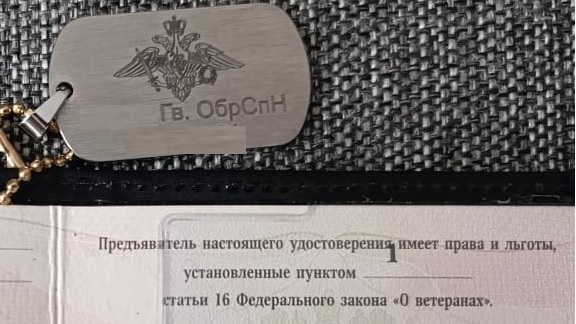 Гв. ОбрСпН
Предъявитель настоящего удостоверения имеет права и льготы,
установленные пунктом 1
статьи 16 Федерального закона «О ветеранах».